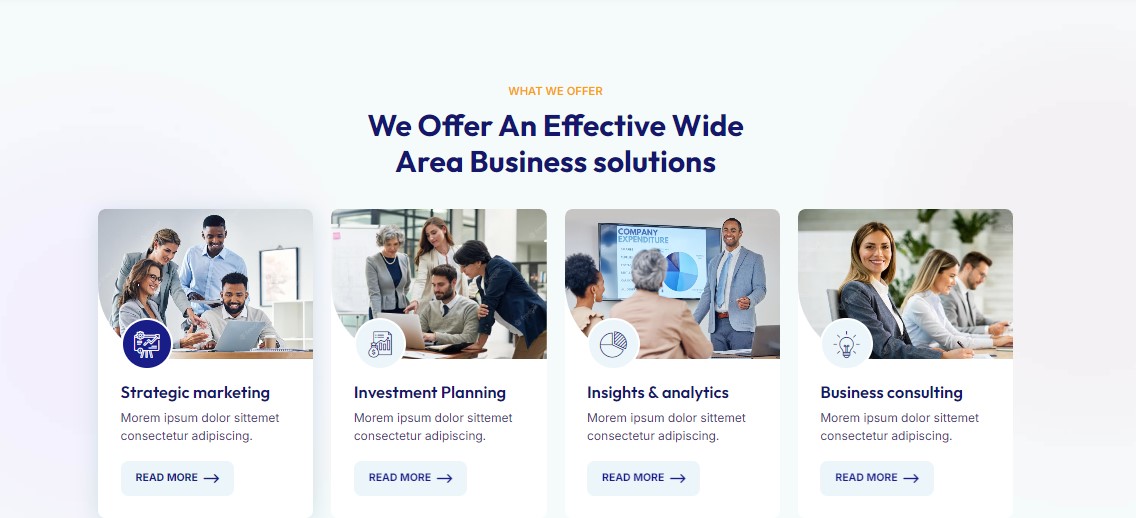 WHAT WE OFFER
We Offer An Effective Wide
Area Business solutions
COMPANY
EXPENDITURE
Strategic marketing
Morem ipsum dolor sittemet
consectetur adipiscing.
READ MORE
Investment Planning
Morem ipsum dolor sittemet
consectetur adipiscing.
READ MORE
Insights & analytics
Morem ipsum dolor sittemet
consectetur adipiscing.
READ MORE
Business consulting
Morem ipsum dolor sittemet
consectetur adipiscing.
READ MORE